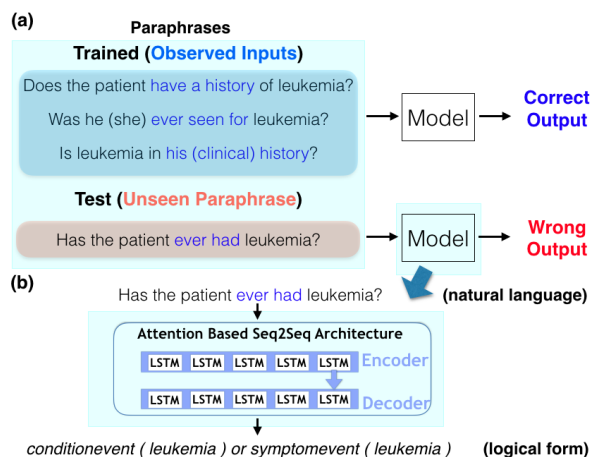 (a)
Paraphrases
Trained (Observed Inputs)
Does the patient have a history of leukemia?
Was he (she) ever seen for leukemia?
Is leukemia in his (clinical) history?
Model
Correct
Output
Test (Unseen Paraphrase)
Has the patient ever had leukemia?
Model
Wrong
Output
(b)
Has the patient ever had leukemia?
(natural language)
Attention Based Seq2Seq Architecture
LSTM LSTM LSTM LSTM LSTM Encoder
LSTM LSTM LSTM LSTM LSTM Decoder
conditionevent ( leukemia ) or symptomevent ( leukemia )
(logical form)